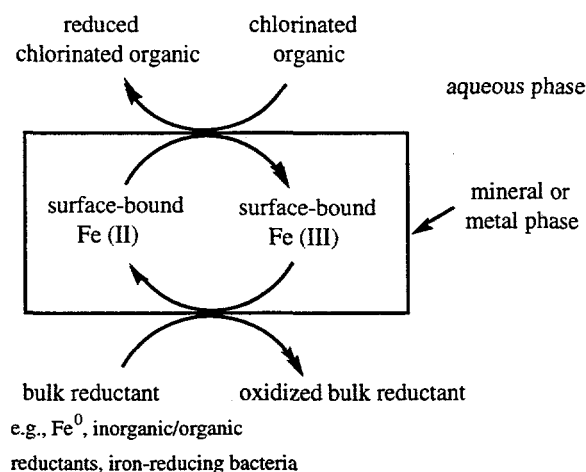 reduced
chlorinated organic
chlorinated
organic
aqueous phase
surface-bound
Fe (II)
surface-bound
Fe (III)
mineral or
metal phase
bulk reductant
oxidized bulk reductant
e.g., Fe⁰, inorganic/organic
reductants, iron-reducing bacteria